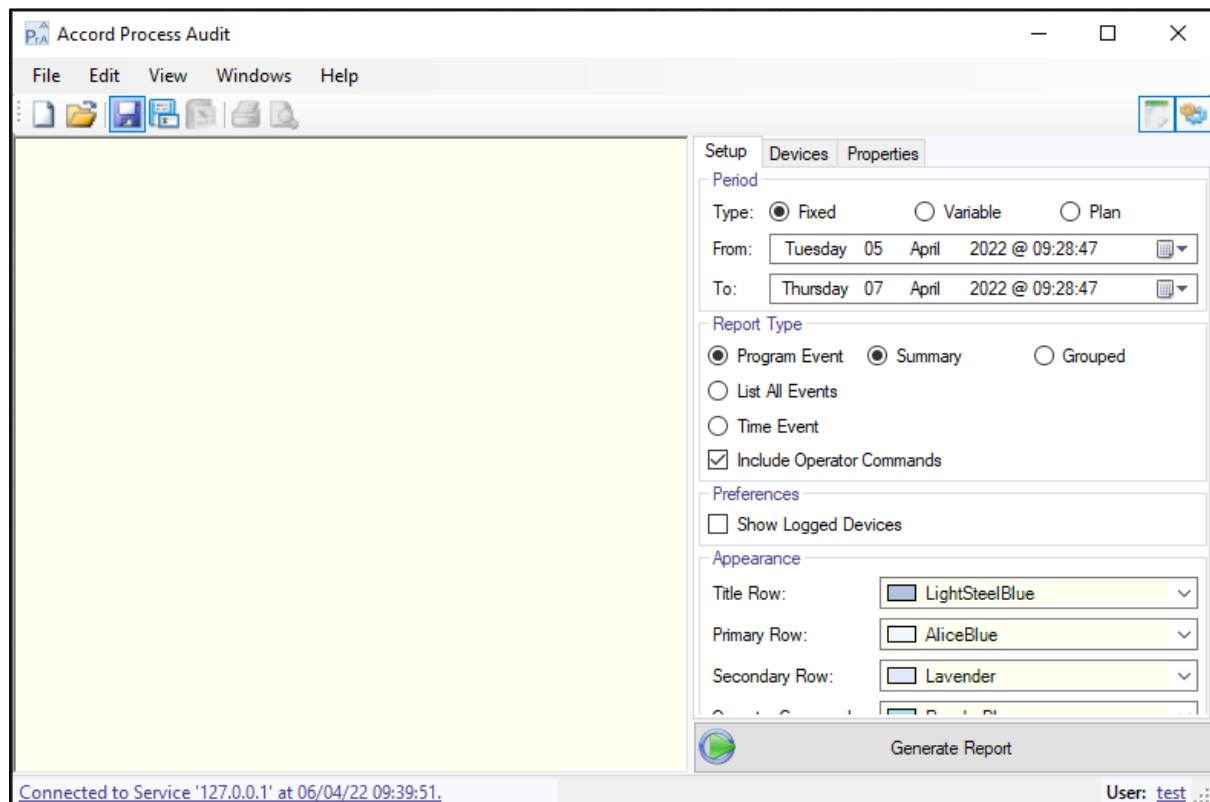 PrA Accord Process Audit
File Edit View Windows Help
Setup Devices Properties
Period
Type: Fixed Variable Plan
From: Tuesday 05 April 2022 @ 09:28:47
To: Thursday 07 April 2022 @ 09:28:47
Report Type
Program Event Summary Grouped
List All Events
Time Event
Include Operator Commands
Preferences
Show Logged Devices
Appearance
Title Row: LightSteelBlue
Primary Row: AliceBlue
Secondary Row: Lavender
Generate Report
Connected to Service '127.0.0.1' at 06/04/22 09:39:51. User: test